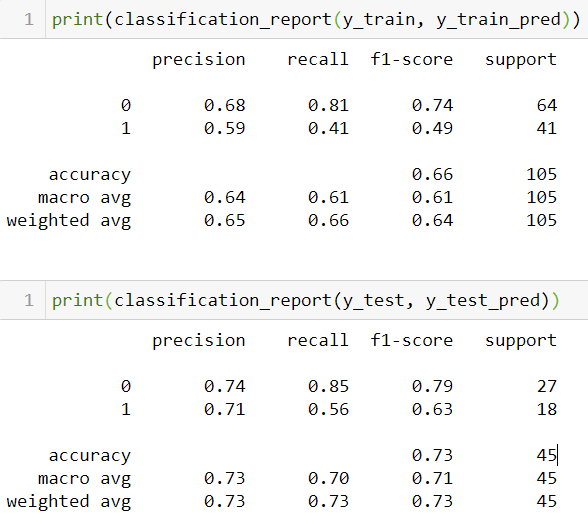 1 print(classification_report(y_train, y_train_pred))
precision recall f1-score support
0 0.68 0.81 0.74 64
1 0.59 0.41 0.49 41
accuracy 0.66 105
macro avg 0.64 0.61 0.61 105
weighted avg 0.65 0.66 0.64 105
1 print(classification_report(y_test, y_test_pred))
precision recall f1-score support
0 0.74 0.85 0.79 27
1 0.71 0.56 0.63 18
accuracy 0.73 45
macro avg 0.73 0.70 0.71 45
weighted avg 0.73 0.73 0.73 45